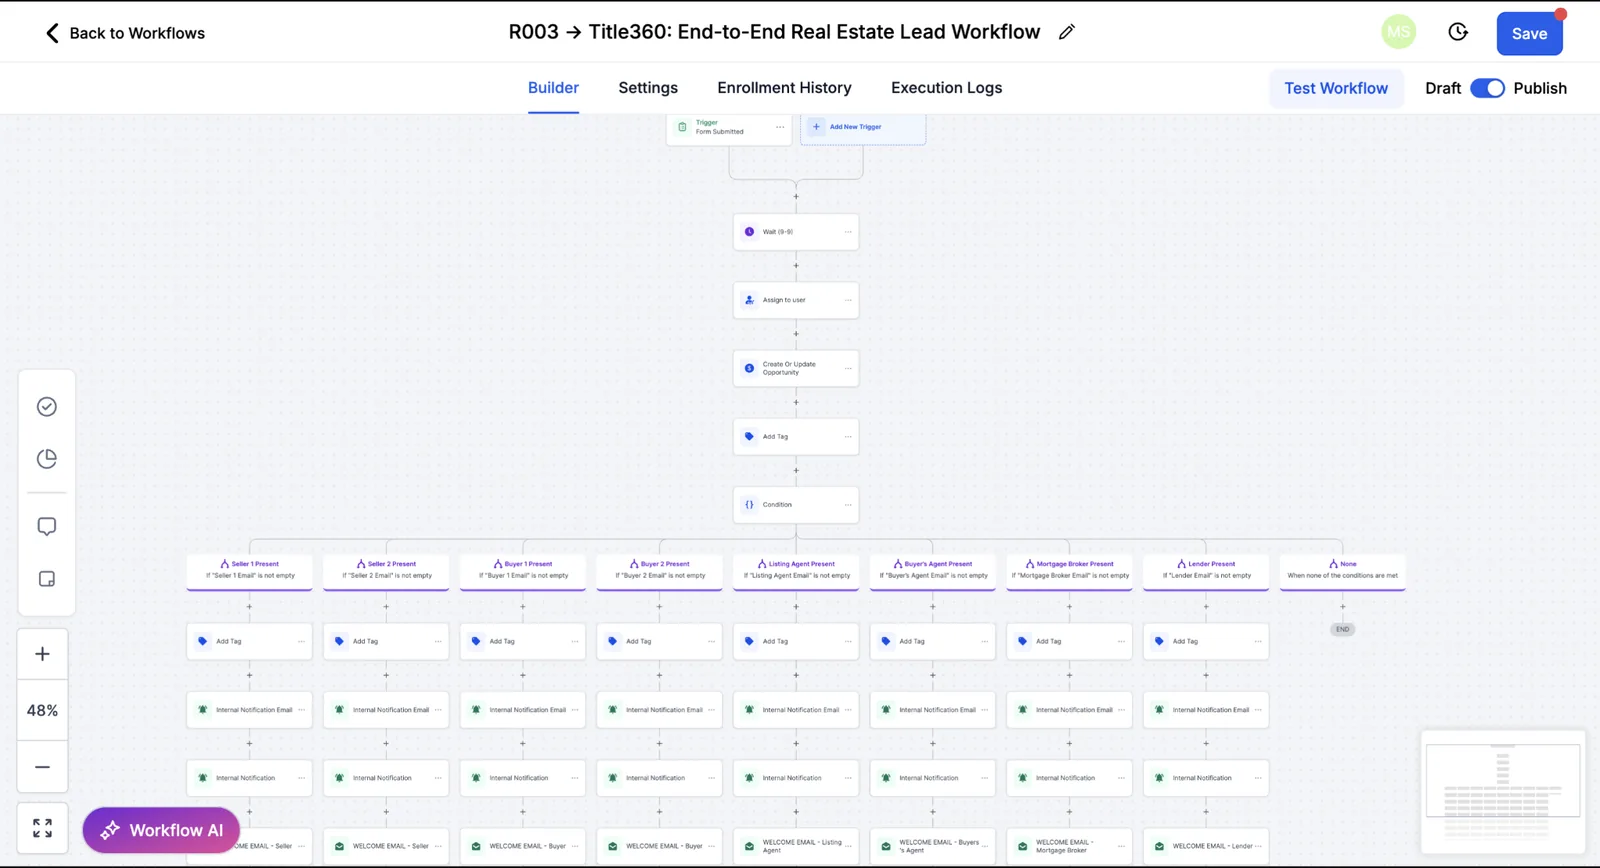 Back to Workflows
R003 → Title360: End-to-End Real Estate Lead Workflow
MS
Save
Builder
Settings
Enrollment History
Execution Logs
Test Workflow
Draft
Publish
Trigger
Form Submitted
Add New Trigger
Wait (9-9)
Assign to user
Create Or Update
Opportunity
Add Tag
Condition
Seller 1 Present
If "Seller 1 Email" is not empty
Seller 2 Present
If "Seller 2 Email" is not empty
Buyer 1 Present
If "Buyer 1 Email" is not empty
Buyer 2 Present
If "Buyer 2 Email" is not empty
Listing Agent Present
If "Listing Agent Email" is not empty
Buyer's Agent Present
If "Buyer's Agent Email" is not empty
Mortgage Broker Present
If "Mortgage Broker Email" is not empty
Lender Present
If "Lender Email" is not empty
None
When none of the conditions are met
END
Add Tag
Add Tag
Add Tag
Add Tag
Add Tag
Add Tag
Add Tag
Add Tag
Internal Notification Email
Internal Notification Email
Internal Notification Email
Internal Notification Email
Internal Notification Email
Internal Notification Email
Internal Notification Email
Internal Notification Email
48%
Internal Notification
Internal Notification
Internal Notification
Internal Notification
Internal Notification
Internal Notification
Internal Notification
Internal Notification
Workflow AI
OME EMAIL - Seller
WELCOME EMAIL - Seller
WELCOME EMAIL - Buyer
WELCOME EMAIL - Buyer
WELCOME EMAIL - Listing
Agent
WELCOME EMAIL - Buyers
's Agent
WELCOME EMAIL -
Mortgage Broker
WELCOME EMAIL - Lender